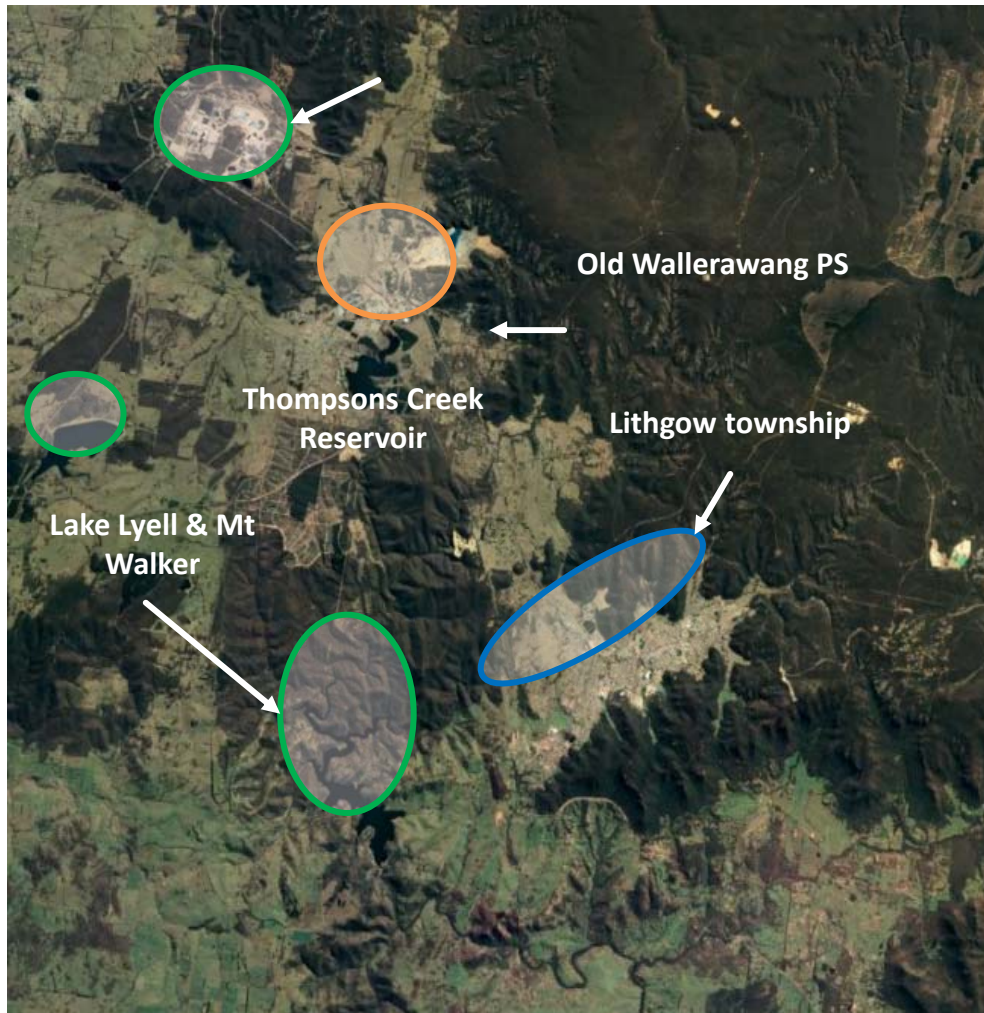 Old Wallerawang PS
Thompsons Creek
Reservoir
Lithgow township
Lake Lyell & Mt
Walker